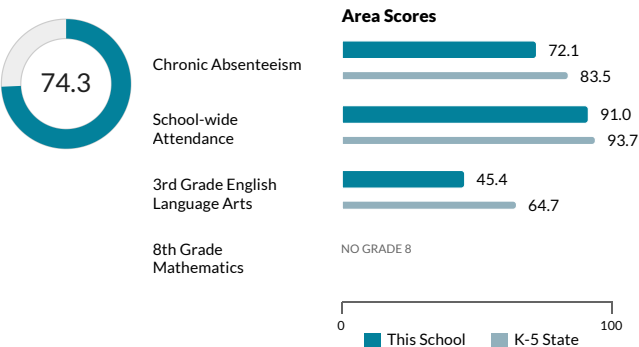 Area Scores
74.3
Chronic Absenteeism
72.1
83.5
School-wide
Attendance
91.0
93.7
3rd Grade English
Language Arts
45.4
64.7
8th Grade
Mathematics
NO GRADE 8
0
100
This School
K-5 State